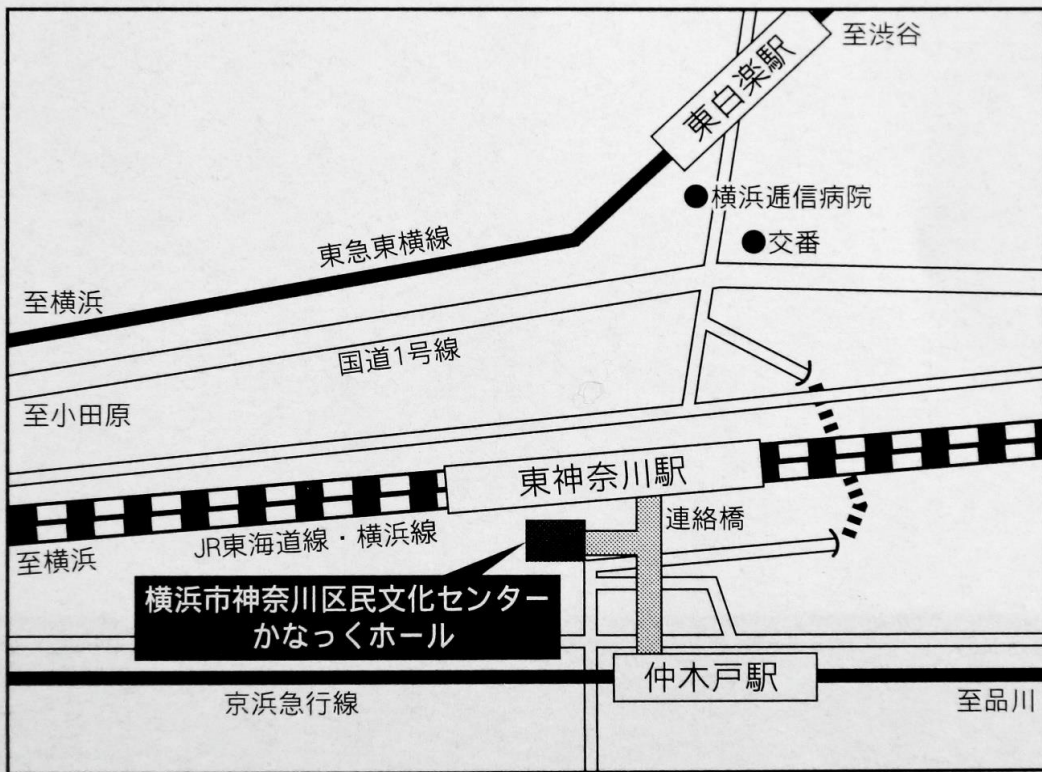 至渋谷
東白楽駅
横浜逓信病院
交番
東急東横線
至横浜
国道1号線
至小田原
東神奈川駅
連絡橋
JR東海道線・横浜線
至横浜
横浜市神奈川区民文化センター
かなっくホール
仲木戸駅
京浜急行線
至品川